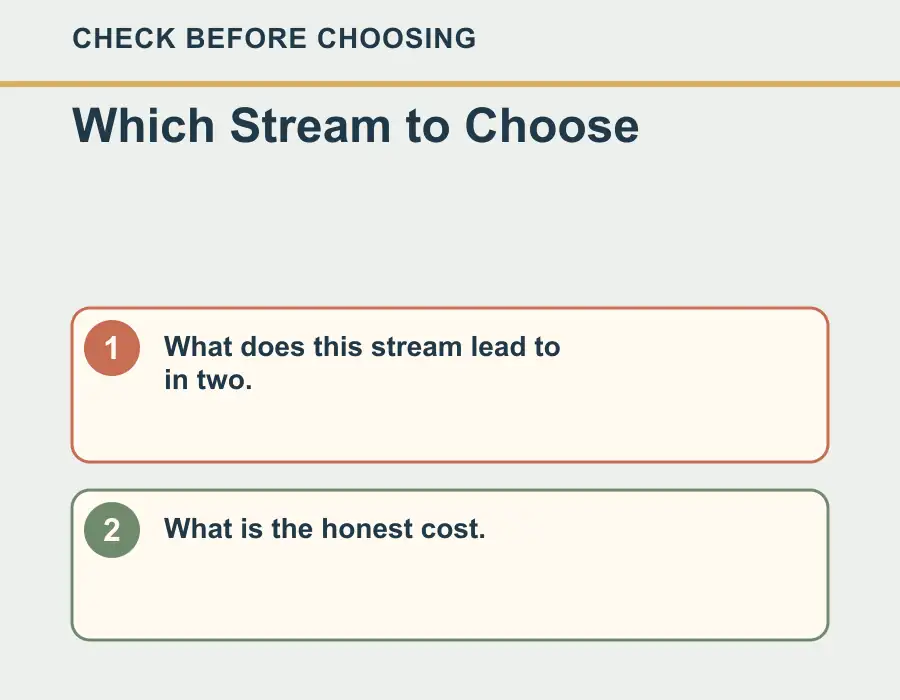 CHECK BEFORE CHOOSING
Which Stream to Choose
1
What does this stream lead to
in two.
2
What is the honest cost.